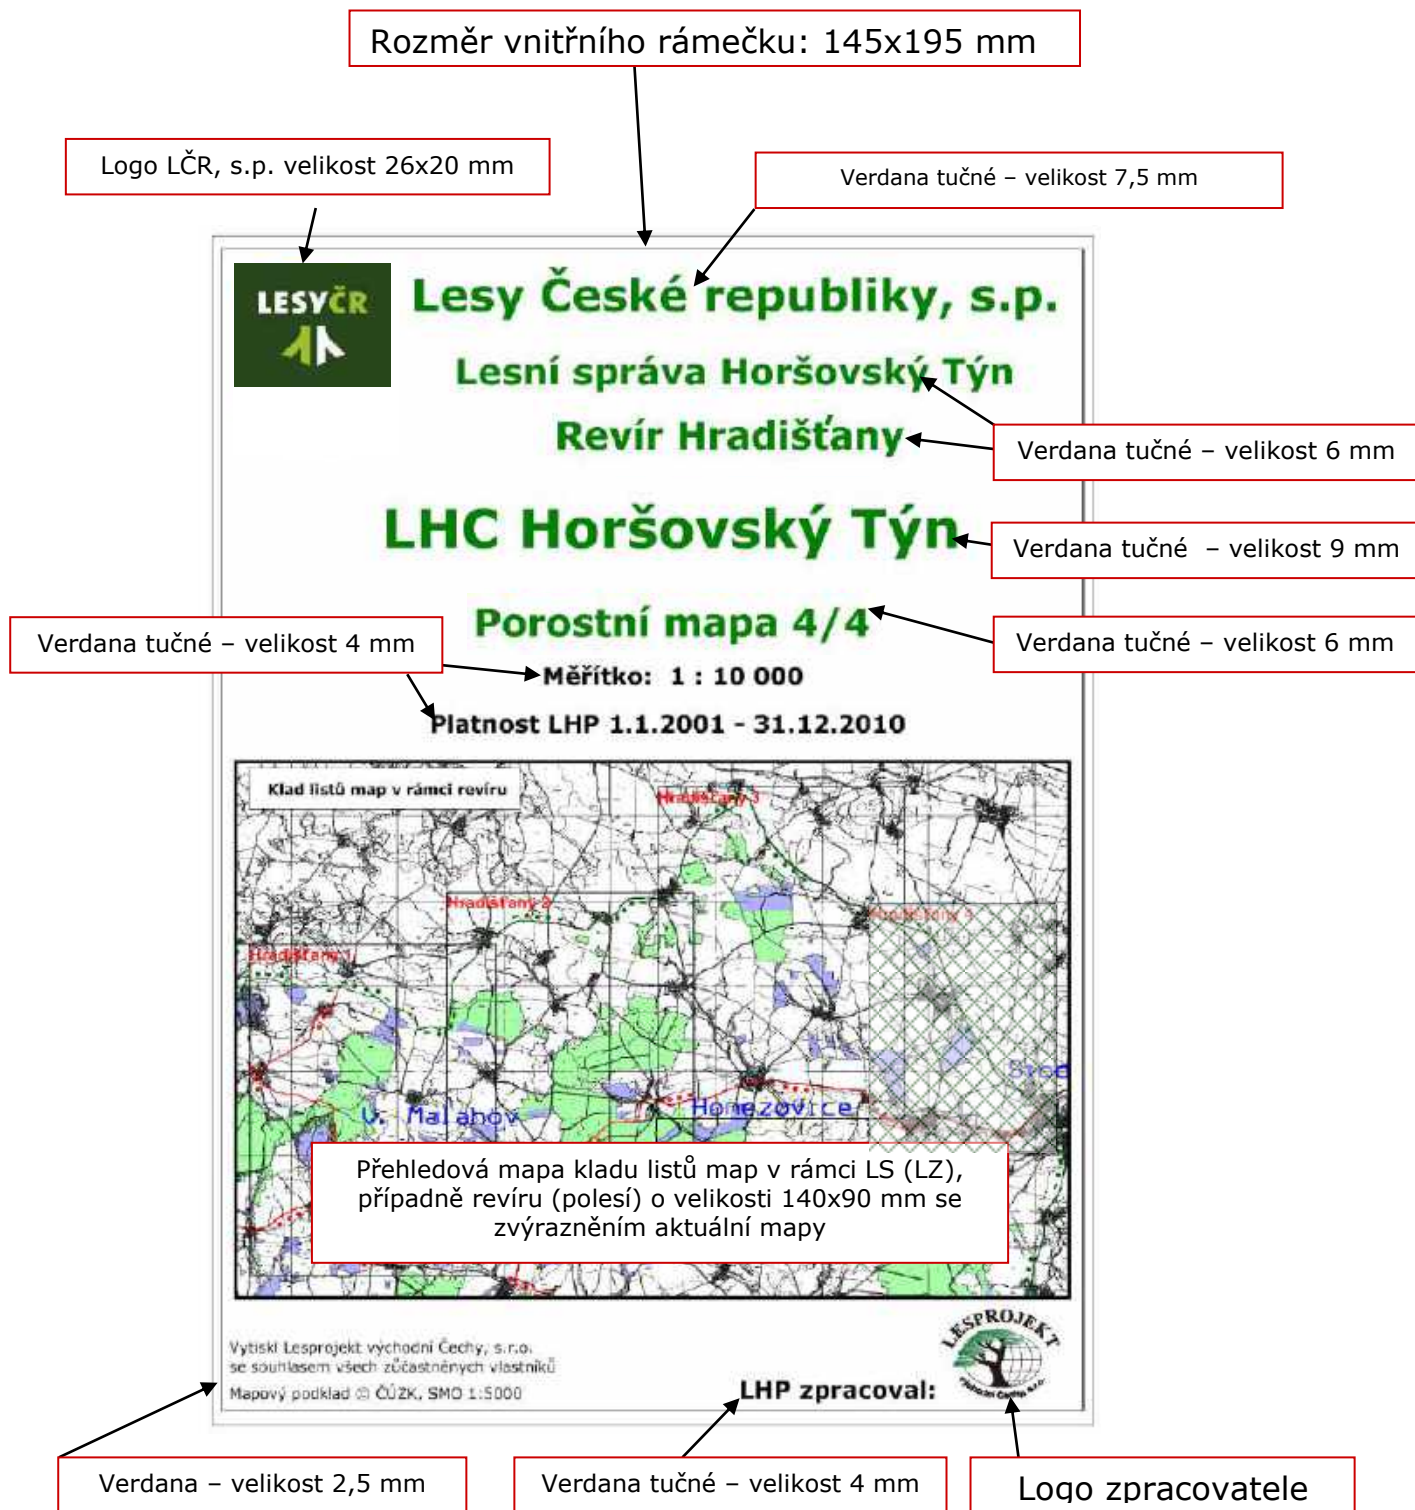 Rozměr vnitřního rámečku: 145x195 mm
Logo LČR, s.p. velikost 26x20 mm
Verdana tučné – velikost 7,5 mm
LESYČR
Lesy České republiky, s.p.
Lesní správa Horšovský Týn
Revír Hradišťany
Verdana tučné – velikost 6 mm
LHC Horšovský Týn
Verdana tučné – velikost 9 mm
Porostní mapa 4/4
Verdana tučné – velikost 4 mm
Verdana tučné – velikost 6 mm
Měřítko: 1 : 10 000
Platnost LHP 1.1.2001 - 31.12.2010
Klad listů map v rámci revíru
Hradišťany 3
Hradišťany 2
Hradišťany 4
Hradišťany 1
V. Malahov
Honezovice
Přehledová mapa kladu listů map v rámci LS (LZ),
případně revíru (polesí) o velikosti 140x90 mm se
zvýrazněním aktuální mapy
Vytiskl Lesprojekt východní Čechy, s.r.o.
se souhlasem všech zúčastněných vlastníků
Mapový podklad © ČÚZK, SMO 1:5000
LHP zpracoval:
LESPROJEKT
východní Čechy, s.r.o.
Verdana – velikost 2,5 mm
Verdana tučné – velikost 4 mm
Logo zpracovatele